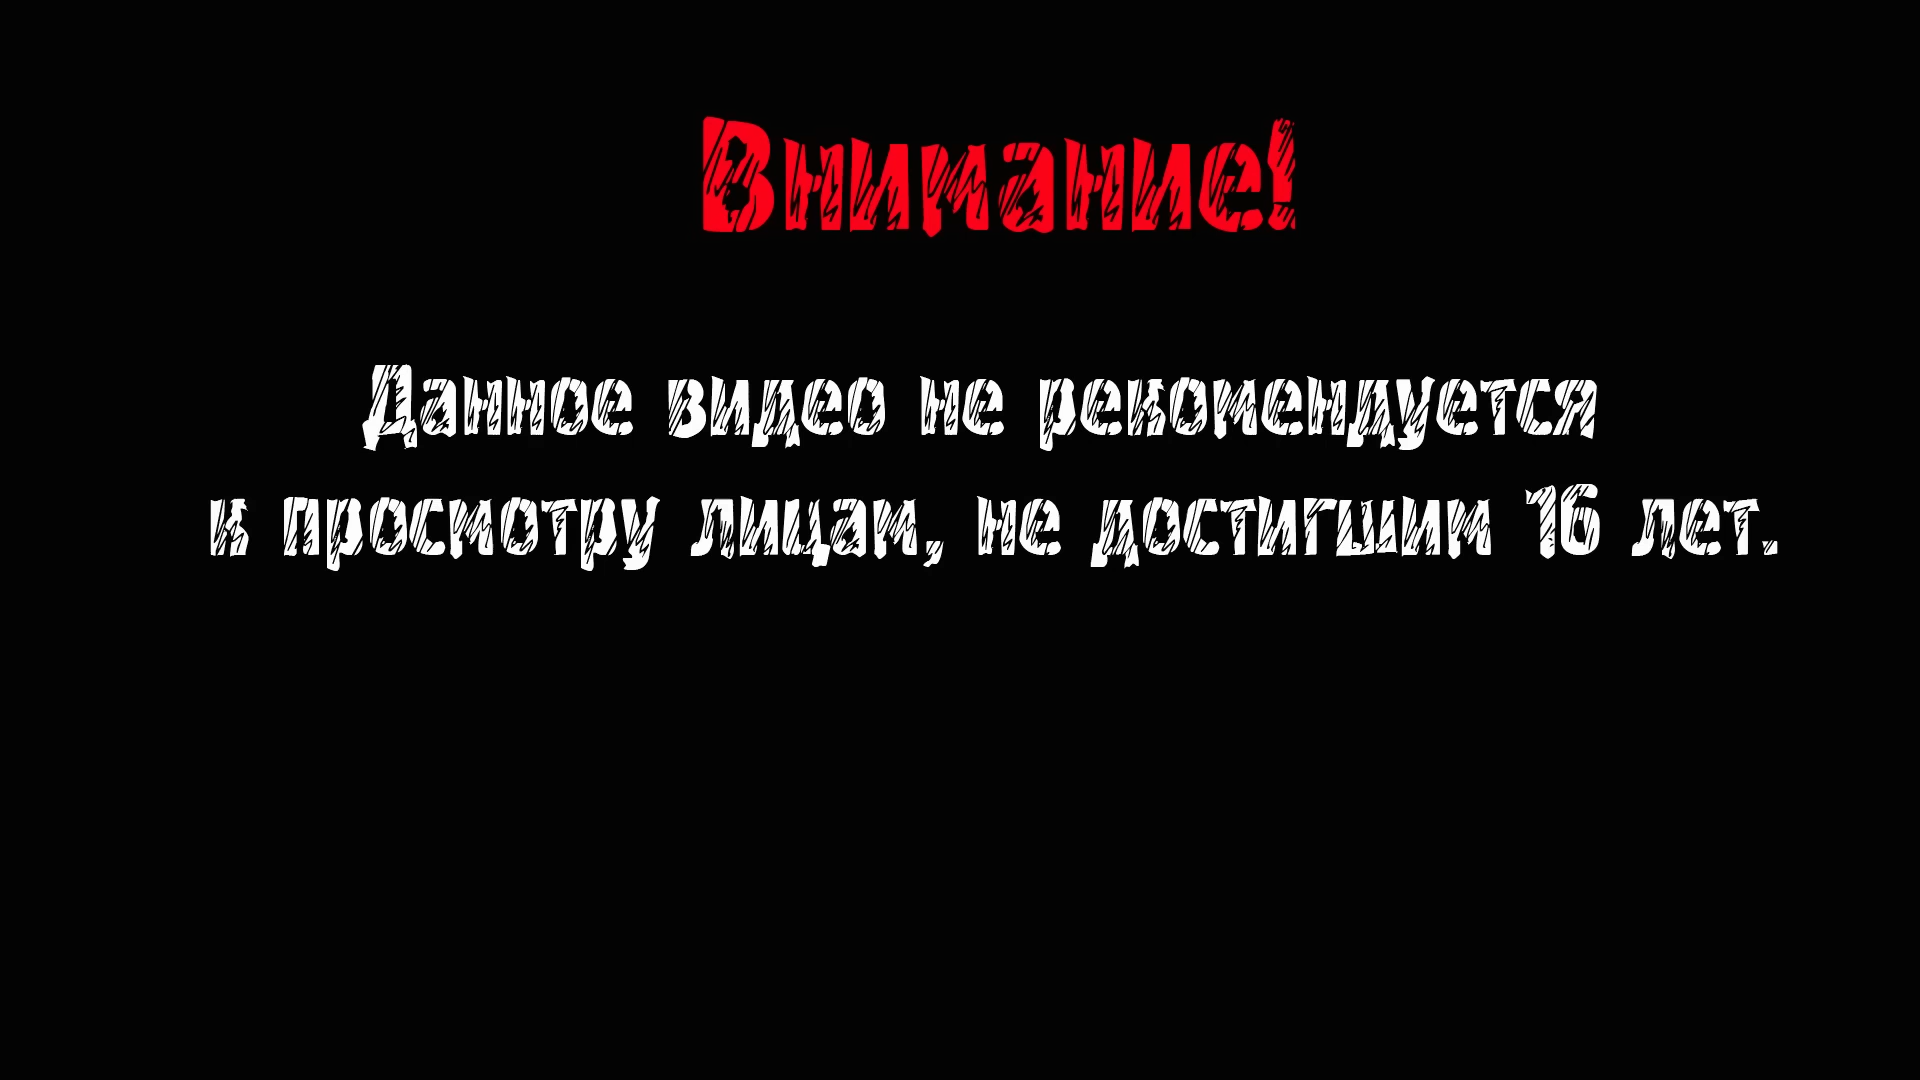 Внимание!
Данное видео не рекомендуется
к просмотру лицам, не достигшим 16 лет.